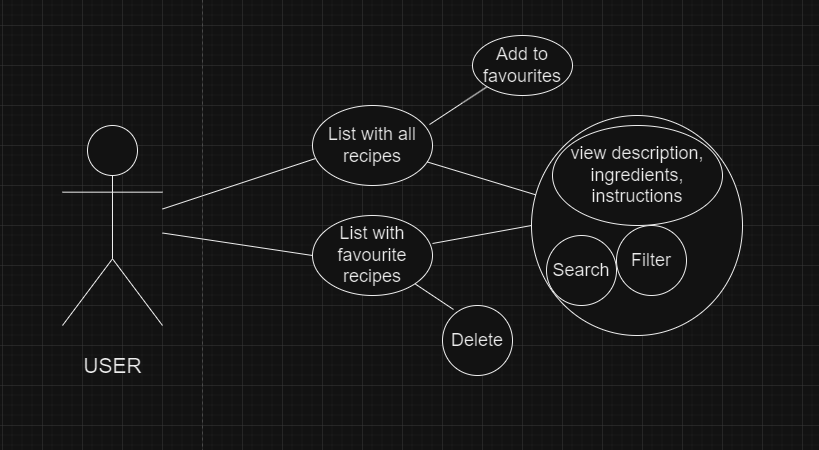 Add to
favourites
List with all
recipes
view description,
ingredients,
instructions
List with
favourite
recipes
Search
Filter
Delete
USER